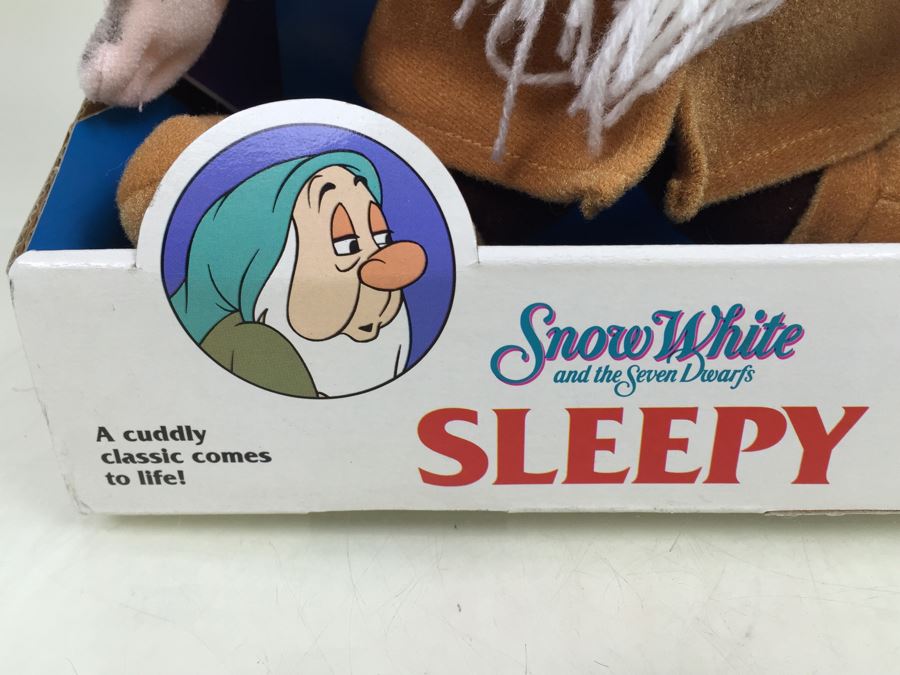 Snow White
and the Seven Dwarfs
SLEEPY
A cuddly
classic comes
to life!